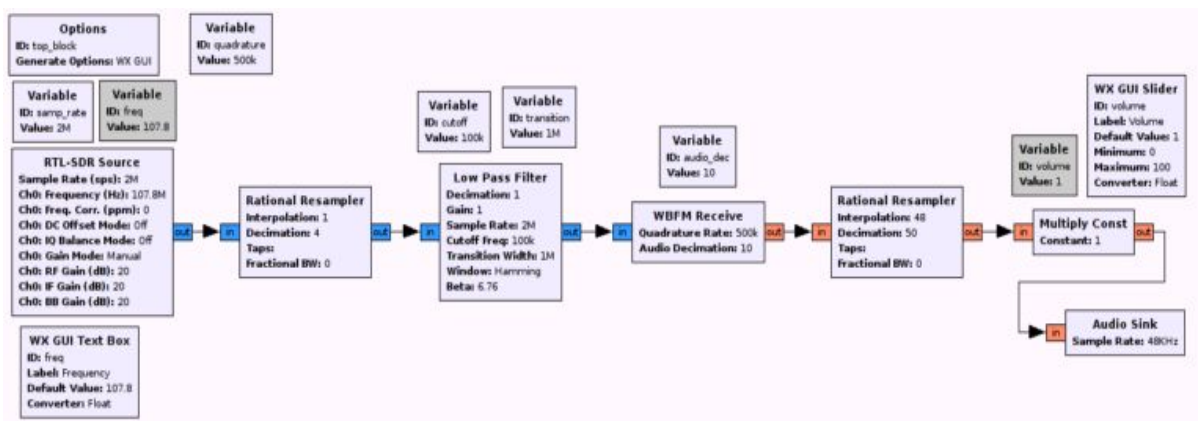 Options
ID: top_block
Generate Options: WX GUI
Variable
ID: quadrature
Value: 500k
Variable
ID: samp_rate
Value: 2M
Variable
ID: freq
Value: 107.8
RTL-SDR Source
Sample Rate (sps): 2M
Ch0: Frequency (Hz): 107.8M
Ch0: Freq. Corr. (ppm): 0
Ch0: DC Offset Mode: Off
Ch0: IQ Balance Mode: Off
Ch0: Gain Mode: Manual
Ch0: RF Gain (dB): 20
Ch0: IF Gain (dB): 20
Ch0: BB Gain (dB): 20
out
WX GUI Text Box
ID: freq
Label: Frequency
Default Value: 107.8
Converter: Float
in
Rational Resampler
Interpolation: 1
Decimation: 4
Taps:
Fractional BW: 0
out
Variable
ID: cutoff
Value: 100k
Variable
ID: transition
Value: 1M
in
Low Pass Filter
Decimation: 1
Gain: 1
Sample Rate: 2M
Cutoff Freq: 100k
Transition Width: 1M
Window: Hamming
Beta: 6.76
out
Variable
ID: audio_dec
Value: 10
in
WBFM Receive
Quadrature Rate: 500k
Audio Decimation: 10
out
in
Rational Resampler
Interpolation: 48
Decimation: 50
Taps:
Fractional BW: 0
out
Variable
ID: volume
Value: 1
WX GUI Slider
ID: volume
Label: Volume
Default Value: 1
Minimum: 0
Maximum: 100
Converter: Float
in
Multiply Const
Constant: 1
out
in
Audio Sink
Sample Rate: 48KHz